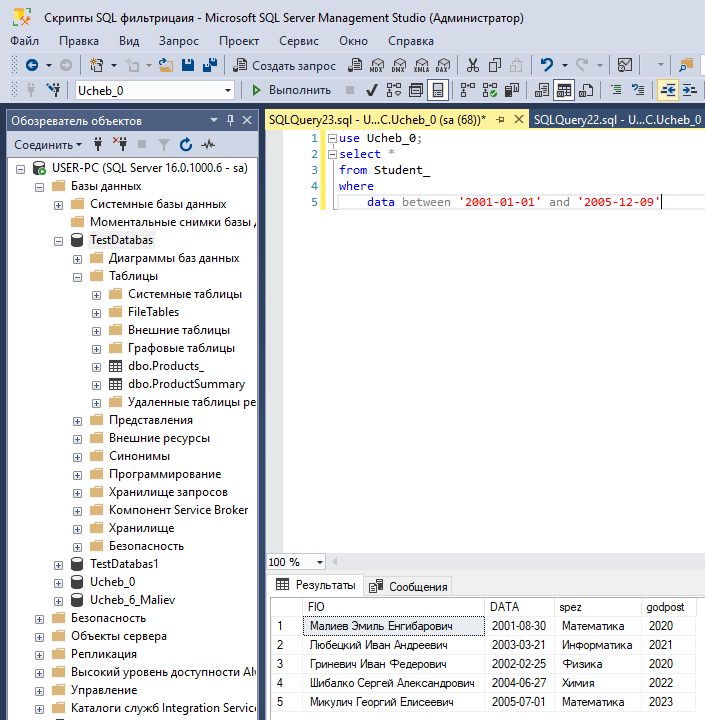 Скрипты SQL фильтрицаия - Microsoft SQL Server Management Studio (Администратор)
Файл Правка Вид Запрос Проект Сервис Окно Справка
Создать запрос MDX DMX XMLA DAX
Ucheb_0 Выполнить
Обозреватель объектов
Соединить
USER-PC (SQL Server 16.0.1000.6 - sa)
Базы данных
Системные базы данных
Моментальные снимки базы
TestDatabas
Диаграммы баз данных
Таблицы
Системные таблицы
FileTables
Внешние таблицы
Графовые таблицы
dbo.Products_
dbo.ProductSummary
Удаленные таблицы ре
Представления
Внешние ресурсы
Синонимы
Программирование
Хранилище запросов
Компонент Service Broker
Хранилище
Безопасность
TestDatabas1
Ucheb_0
Ucheb_6_Maliev
Безопасность
Объекты сервера
Репликация
Высокий уровень доступности Al
Управление
Каталоги служб Integration Service
SQLQuery23.sql - U...C.Ucheb_0 (sa (68))* SQLQuery22.sql - U...C.Ucheb_0
1 use Ucheb_0;
2 select *
3 from Student_
4 where
5 data between '2001-01-01' and '2005-12-09'
100 %
Результаты Сообщения
FIO DATA spez godpost
1 Малиев Эмиль Енгибарович 2001-08-30 Математика 2020
2 Любецкий Иван Андреевич 2003-03-21 Информатика 2021
3 Гриневич Иван Федерович 2002-02-25 Физика 2020
4 Шибалко Сергей Александрович 2004-06-27 Химия 2022
5 Микулич Георгий Елисеевич 2005-07-01 Математика 2023